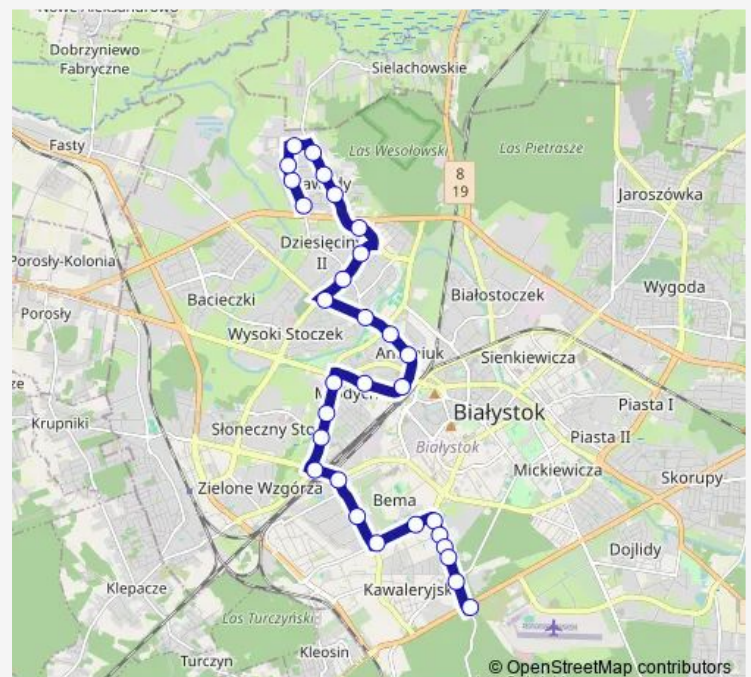 Dobrzyniewo
Fabryczne
Sielachowskie
Fasty
Las Wesołowski
Las Pietrasze
8
19
Jaroszówka
Dziesięciny
II
Porosły-Kolonia
Bacieczki
Białostoczek
Wygoda
Porosły
Wysoki Stoczek
Sienkiewicza
Białystok
Piasta I
Krupniki
Słoneczny Sto
Białystok
Piasta II
Mickiewicza
Skorupy
Zielone Wzgórza
Bema
Dojlidy
Klepacze
Kawaleryjsk
Las Turczyński
Kleosin
Turczyn
© OpenStreetMap contributors